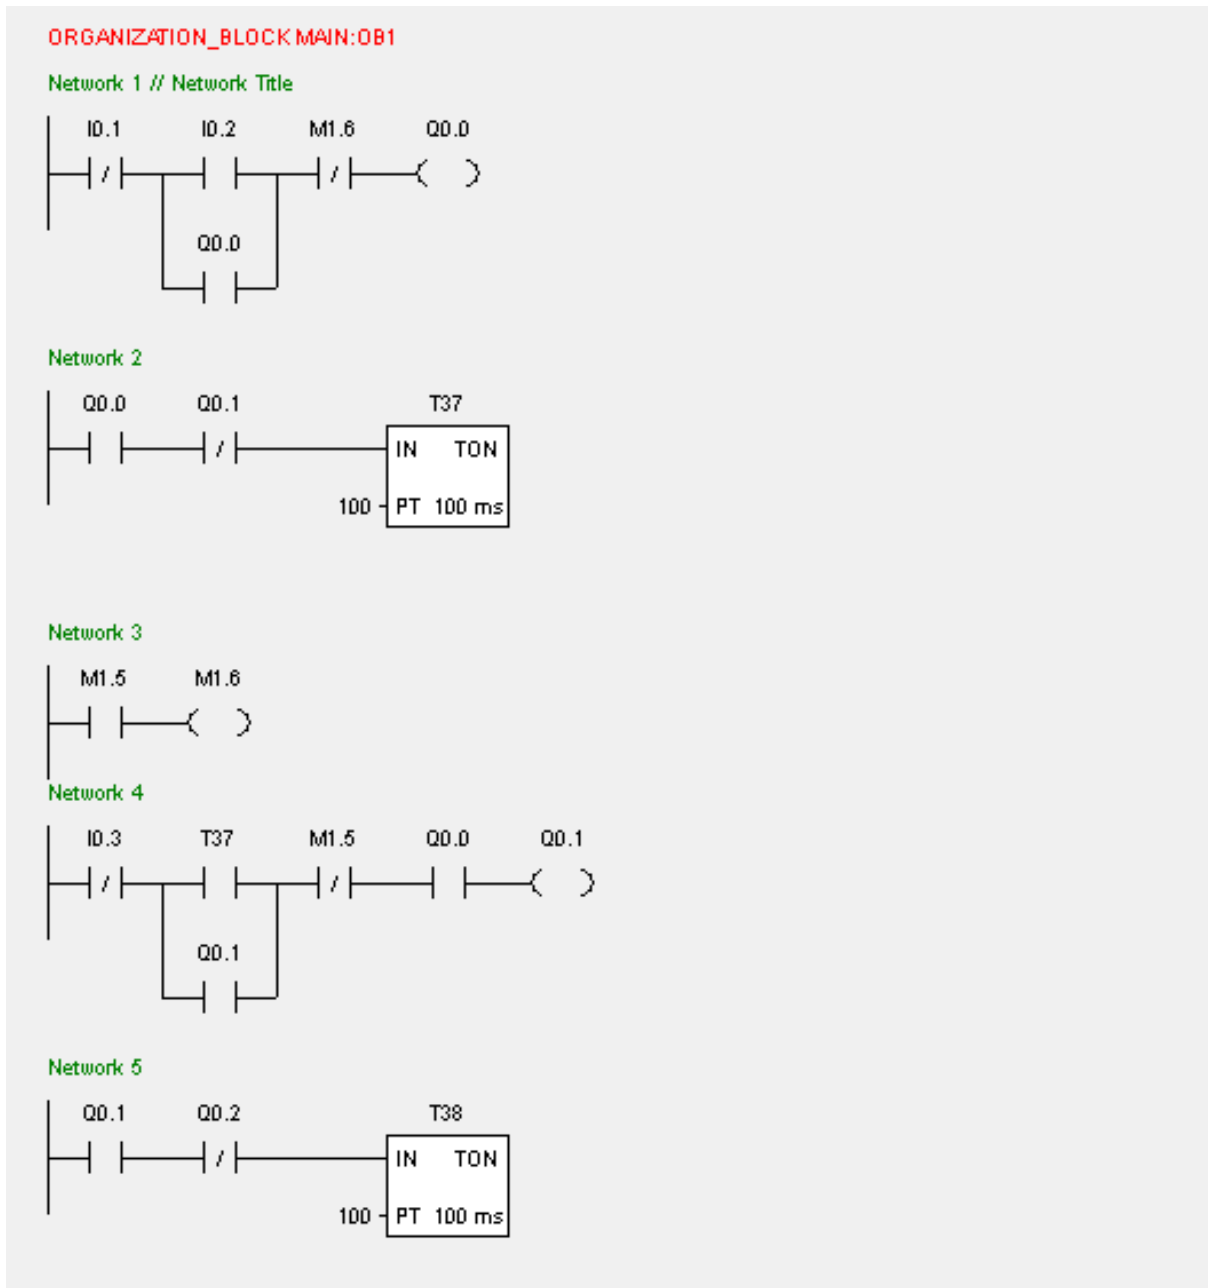 ORGANIZATION_BLOCK MAIN:OB1
Network 1 // Network Title
I0.1 I0.2 M1.6 Q0.0
/ /
Q0.0
Network 2
Q0.0 Q0.1 T37
/ IN TON
100 PT 100 ms
Network 3
M1.5 M1.6
Network 4
I0.3 T37 M1.5 Q0.0 Q0.1
/ /
Q0.1
Network 5
Q0.1 Q0.2 T38
/ IN TON
100 PT 100 ms